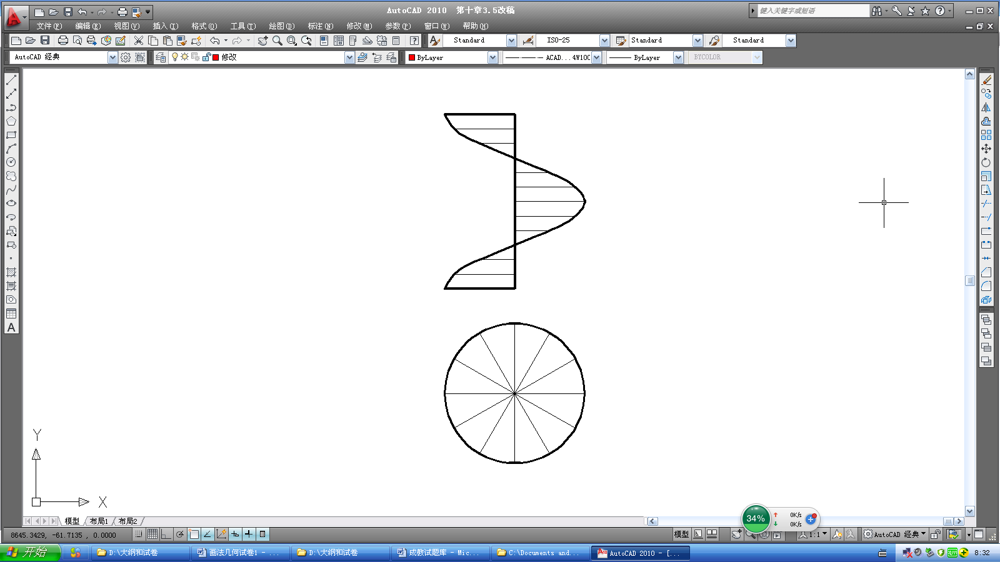 AutoCAD 2010 第十章3.5改稿
键入关键字或短语
文件(F) 编辑(E) 视图(V) 插入(I) 格式(O) 工具(T) 绘图(D) 标注(N) 修改(M) 参数(P) 窗口(W) 帮助(H)
Standard ISO-25 Standard Standard
AutoCAD 经典 修改 ByLayer ACAD...4W100 ByLayer BYCOLOR
A
Y
X
模型 布局1 布局2
34% 0K/s
0K/s
8645.3429, -61.7135 , 0.0000 模型 1:1 AutoCAD 经典
开始 D:\大纲和试卷 画法几何试卷1 - ... D:\大纲和试卷 成教试题库 - Mic... C:\Documents and... AutoCAD 2010 - [... 8:32